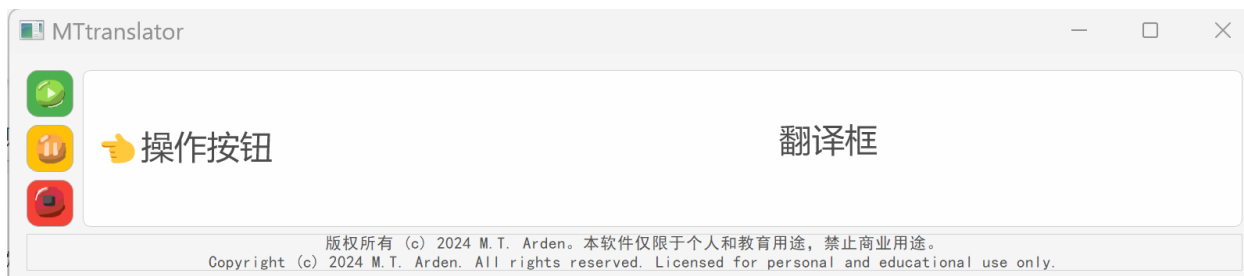 MTtranslator
👈操作按钮
翻译框
版权所有 (c) 2024 M.T. Arden。本软件仅限于个人和教育用途，禁止商业用途。
Copyright (c) 2024 M.T. Arden. All rights reserved. Licensed for personal and educational use only.